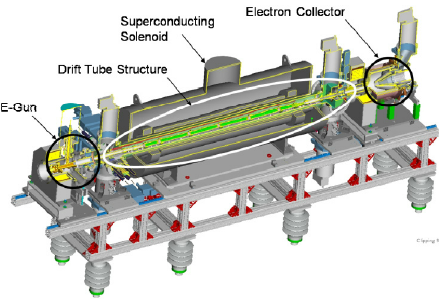 Electron Collector
Superconducting
Solenoid
Drift Tube Structure
E-Gun